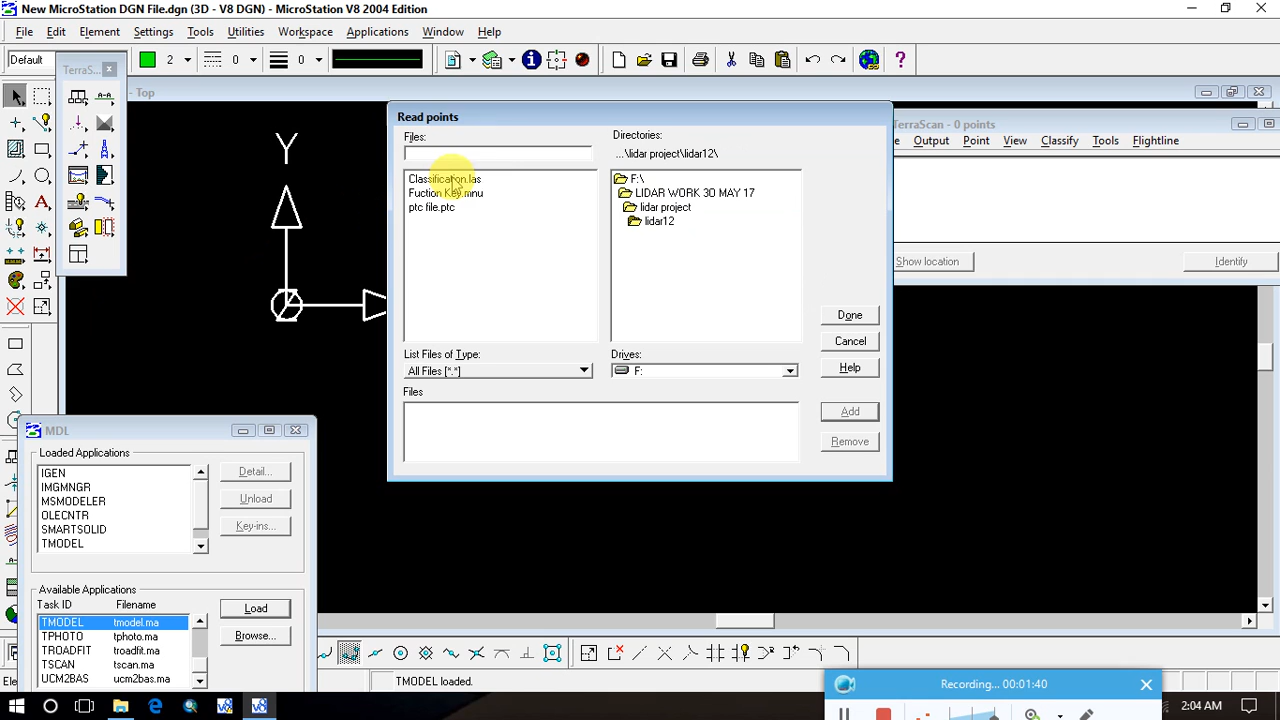 New MicroStation DGN File.dgn (3D - V8 DGN) - MicroStation V8 2004 Edition
File Edit Element Settings Tools Utilities Workspace Applications Window Help
Default 2 0 0
TerraS...
- Top
Y
Read points
Files:
Classification.las
Fuction Key.mnu
ptc file.ptc
Directories:
...\lidar project\lidar12\
F:\
LIDAR WORK 30 MAY 17
lidar project
lidar12
Done
Cancel
Help
List Files of Type:
All Files [*.*]
Drives:
F:
Files
Add
Remove
TerraScan - 0 points
Output Point View Classify Tools Flightline
Show location
Identify
MDL
Loaded Applications
IGEN
IMGMNGR
MSMODELER
OLECNTR
SMARTSOLID
TMODEL
Detail...
Unload
Key-ins...
Available Applications
Task ID Filename
TMODEL tmodel.ma
TPHOTO tphoto.ma
TROADFIT troadfit.ma
TSCAN tscan.ma
UCM2BAS ucm2bas.ma
Load
Browse...
Ele
TMODEL loaded.
Recording... 00:01:40
2:04 AM